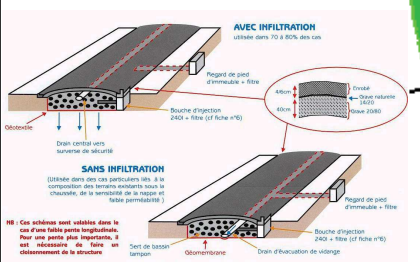 AVEC INFILTRATION
utilisée dans 70 à 80% des cas
Regard de pied
d'immeuble + filtre
4/6cm
Enrobé
Grave naturelle
14/20
40cm
Grave 20/80
Bouche d'injection
240l + filtre (cf fiche n°6)
Géotextile
Drain central vers
surverse de sécurité
SANS INFILTRATION
(Utilisée dans des cas particuliers liés à la
composition des terrains existants sous la
chaussée, de la sensibilité de la nappe et
faible perméabilité )
Regard de pied
d'immeuble + filtre
NB : Ces schémas sont valables dans le
cas d'une faible pente longitudinale.
Pour une pente plus importante, il
est nécessaire de faire un
cloisonnement de la structure
Bouche d'injection
240l + filtre (cf fiche n°6)
Sert de bassin
tampon
Géomembrane
Drain d'évacuation de vidange